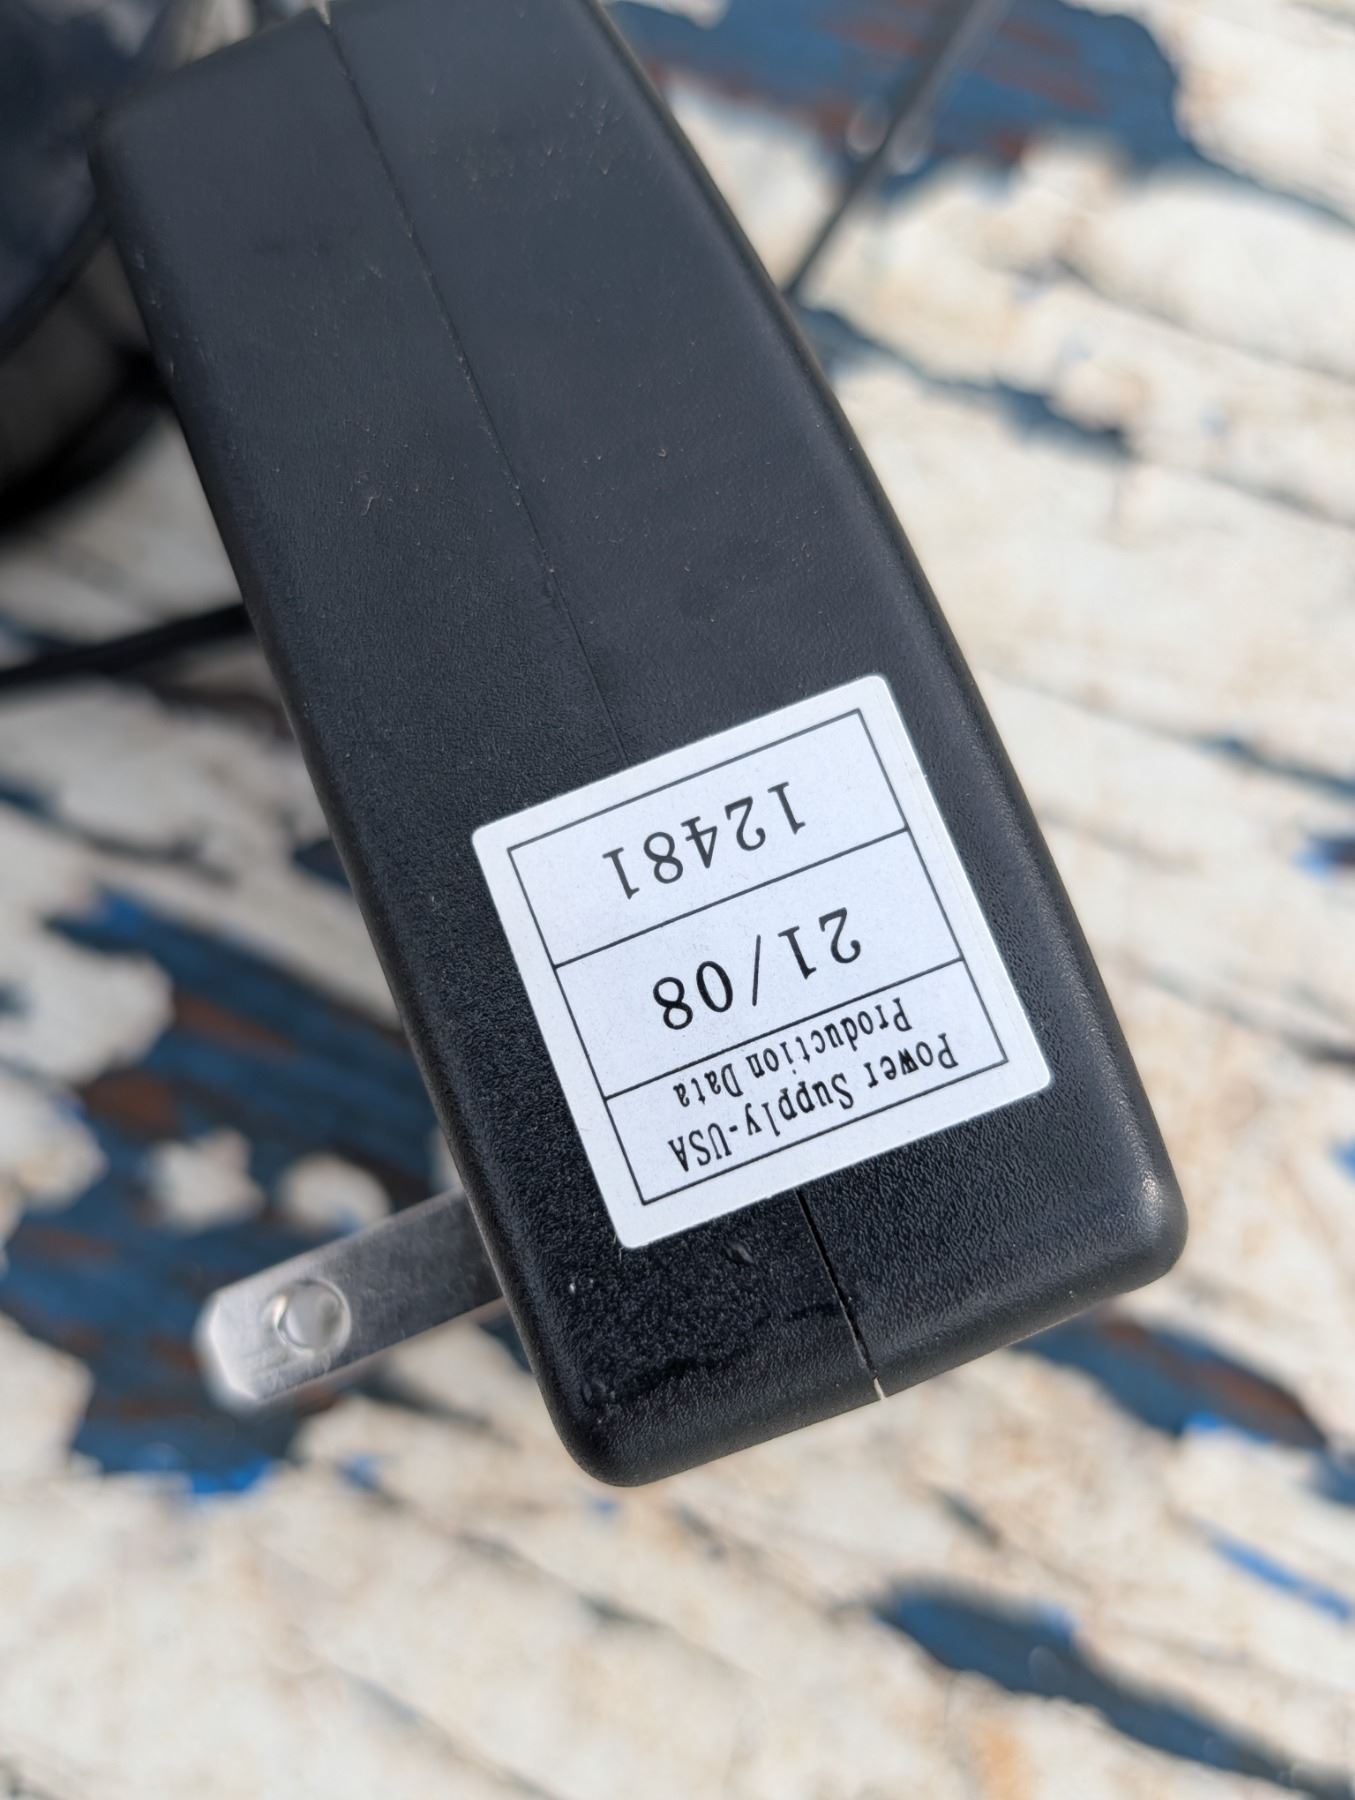 Power Supply-USA
Production Data
21/08
12481